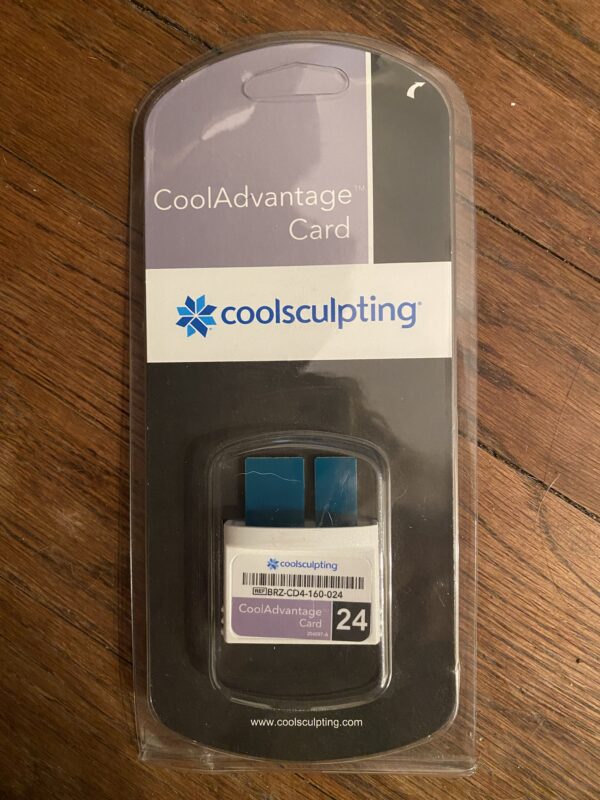 CoolAdvantage™
Card
coolsculpting®
coolsculpting
REF BRZ-CD4-160-024
CoolAdvantage
Card
24
www.coolsculpting.com